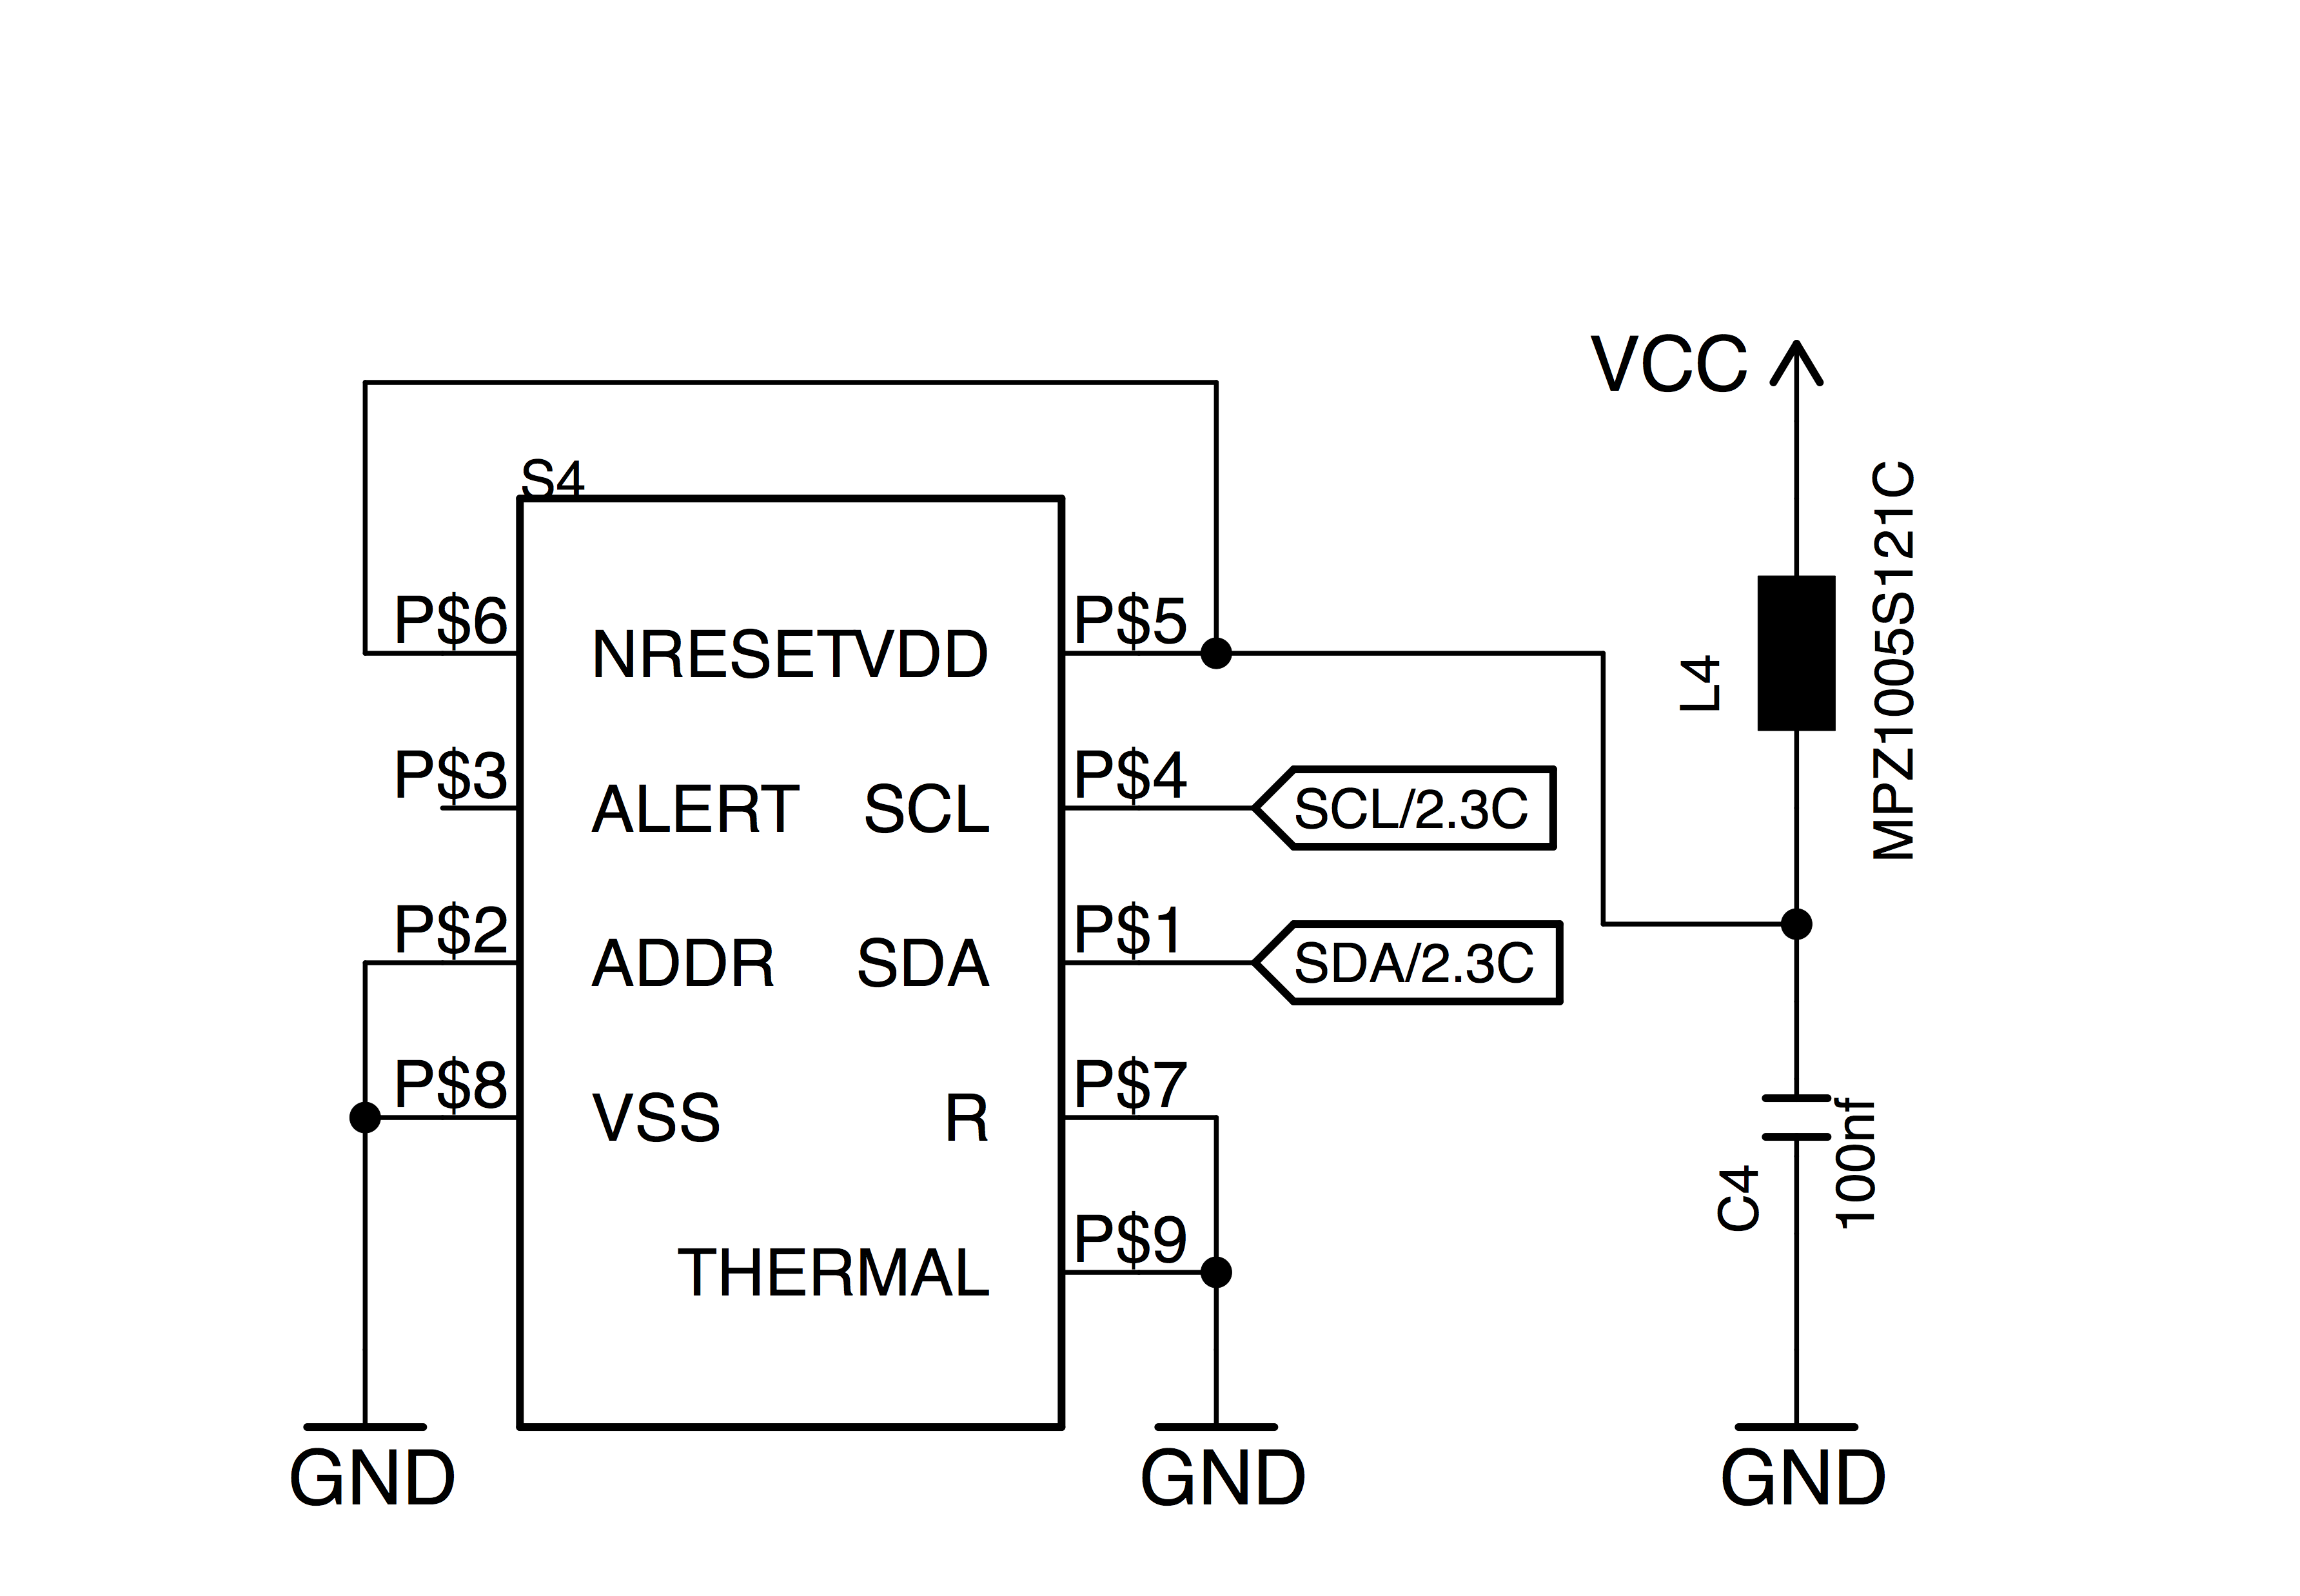 VCC
S4
MPZ1005S121C
L4
P$6
NRESET
VDD
P$5
P$3
ALERT
SCL
P$4
SCL/2.3C
P$2
ADDR
SDA
P$1
SDA/2.3C
P$8
VSS
R
P$7
C4
100nf
THERMAL
P$9
GND
GND
GND